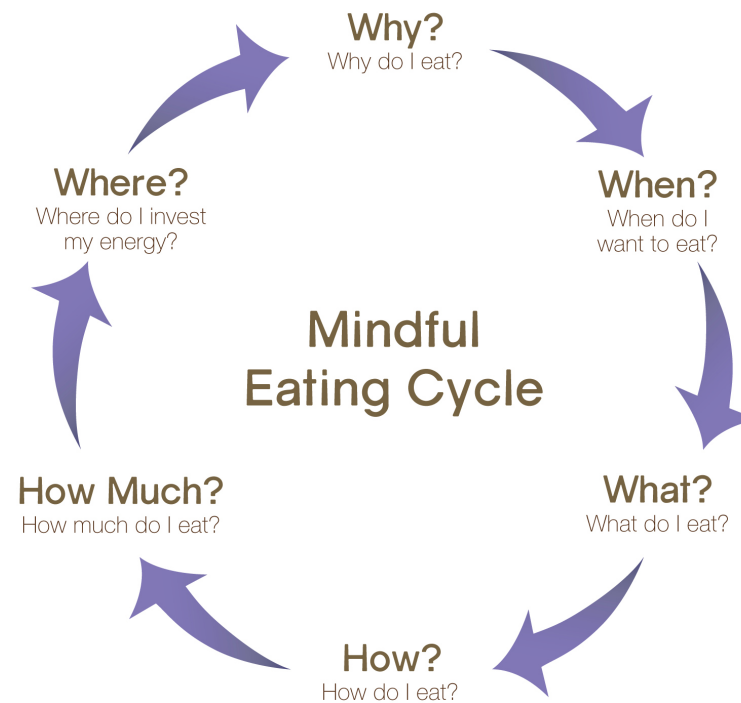 Why?
Why do I eat?
When?
When do I
want to eat?
What?
What do I eat?
How?
How do I eat?
How Much?
How much do I eat?
Where?
Where do I invest
my energy?
Mindful
Eating Cycle